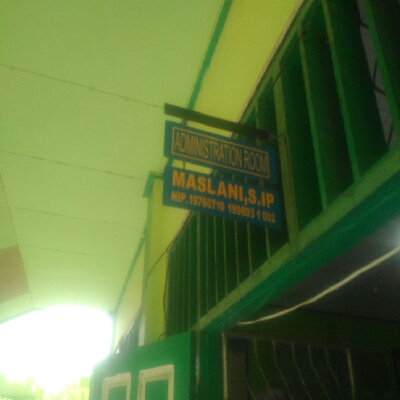 ADMINISTRATION ROOM
MASLANI,S.IP
NIP.19760710 199803 1 002